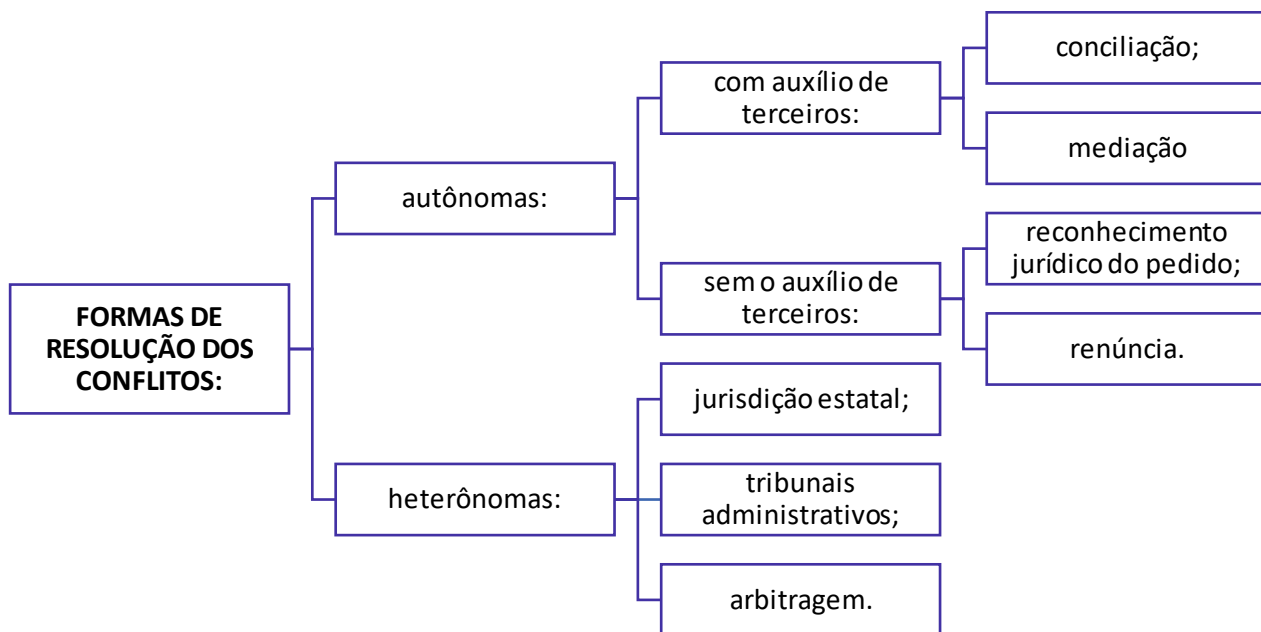 FORMAS DE
RESOLUÇÃO DOS
CONFLITOS:
autônomas:
com auxílio de
terceiros:
conciliação;
mediação
sem o auxílio de
terceiros:
reconhecimento
jurídico do pedido;
renúncia.
heterônomas:
jurisdição estatal;
tribunais
administrativos;
arbitragem.